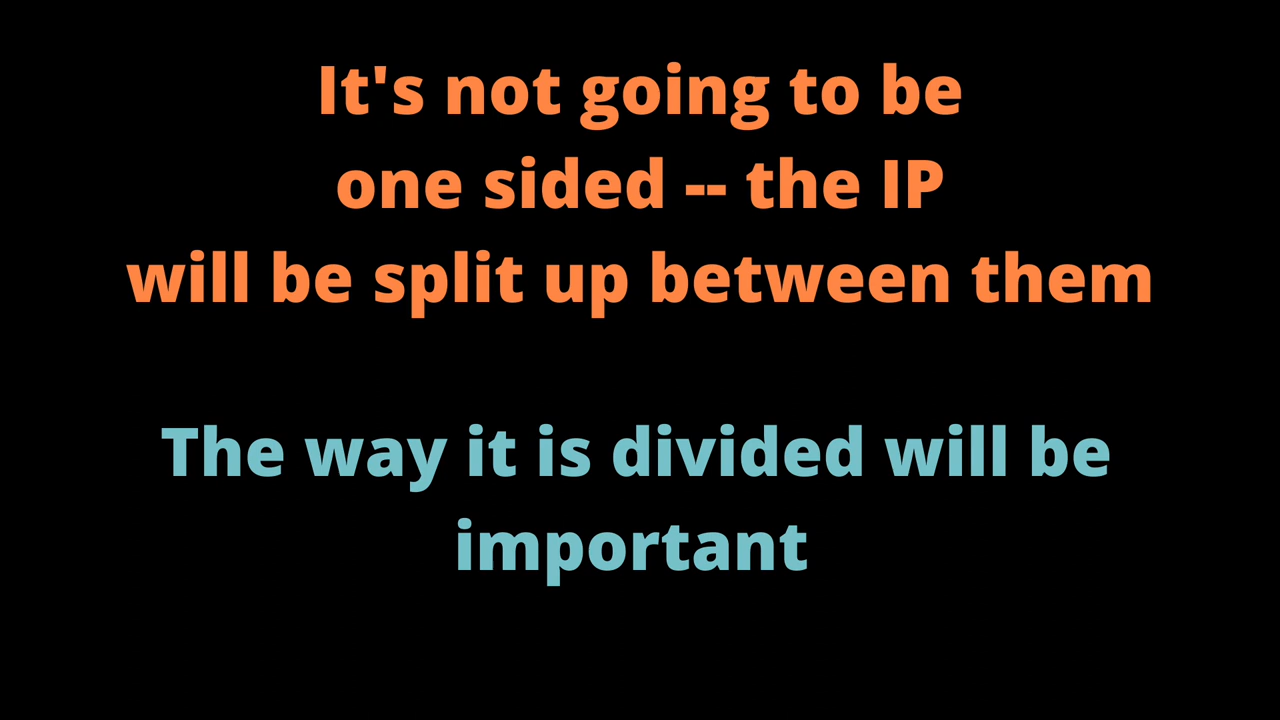 It's not going to be
one sided -- the IP
will be split up between them
The way it is divided will be
important